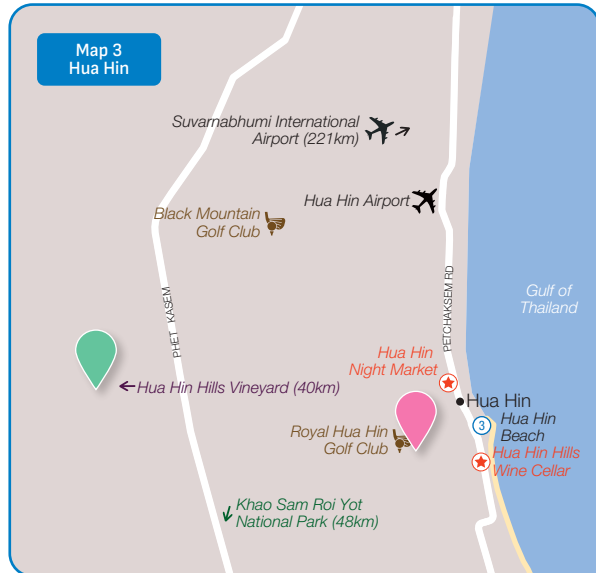 Map 3
Hua Hin
Suvarnabhumi International
Airport (221km)
Hua Hin Airport
Black Mountain
Golf Club
Gulf of
Thailand
PHET KASEM
PETCHAKSEM RD
Hua Hin
Night Market
Hua Hin Hills Vineyard (40km)
Hua Hin
3
Hua Hin
Beach
Royal Hua Hin
Golf Club
Hua Hin Hills
Wine Cellar
Khao Sam Roi Yot
National Park (48km)